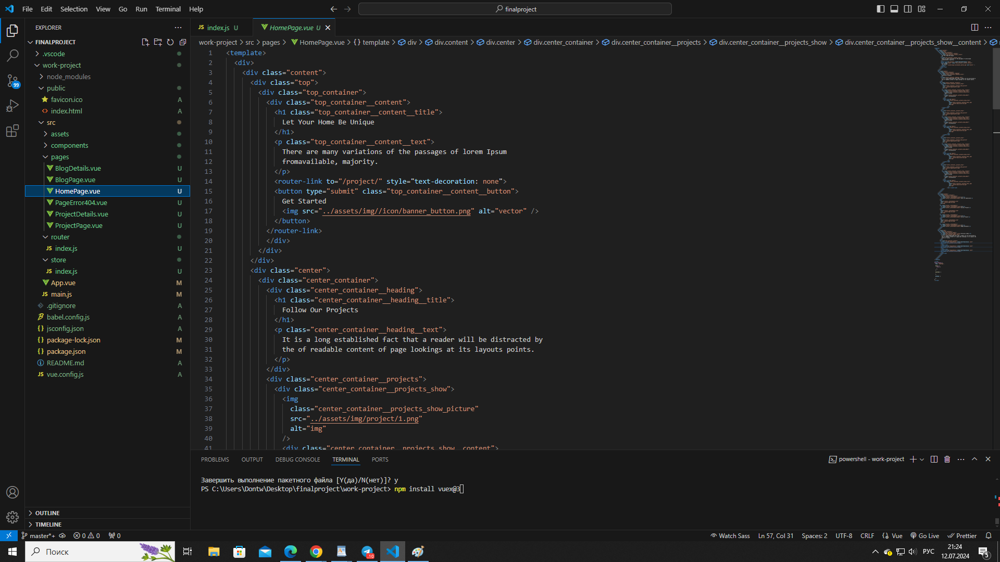 File Edit Selection View Go Run Terminal Help
finalproject
EXPLORER
FINALPROJECT
.vscode
work-project
node_modules
public
favicon.ico A
index.html A
src
assets
components
pages
BlogDetails.vue U
BlogPage.vue U
HomePage.vue U
PageError404.vue U
ProjectDetails.vue U
ProjectPage.vue U
router
index.js U
store
index.js U
App.vue M
main.js M
.gitignore A
babel.config.js A
jsconfig.json A
package-lock.json M
package.json M
README.md A
vue.config.js A
OUTLINE
TIMELINE
99
index.js U
HomePage.vue U
work-project > src > pages > HomePage.vue > {} template > div > div.content > div.center > div.center_container > div.center_container__projects > div.center_container__projects_show > div.center_container__projects_show__content >
1 <template>
2 <div>
3 <div class="content">
4 <div class="top">
5 <div class="top_container">
6 <div class="top_container__content">
7 <h1 class="top_container__content__title">
8 Let Your Home Be Unique
9 </h1>
10 <p class="top_container__content__text">
11 There are many variations of the passages of lorem Ipsum
12 fromavailable, majority.
13 </p>
14 <router-link to="/project/" style="text-decoration: none">
15 <button type="submit" class="top_container__content__button">
16 Get Started
17 <img src="../assets/img//icon/banner_button.png" alt="vector" />
18 </button>
19 </router-link>
20 </div>
21 </div>
22 </div>
23 <div class="center">
24 <div class="center_container">
25 <div class="center_container__heading">
26 <h1 class="center_container__heading__title">
27 Follow Our Projects
28 </h1>
29 <p class="center_container__heading__text">
30 It is a long established fact that a reader will be distracted by
31 the of readable content of page lookings at its layouts points.
32 </p>
33 </div>
34 <div class="center_container__projects">
35 <div class="center_container__projects_show">
36 <img
37 class="center_container__projects_show_picture"
38 src="../assets/img/project/1.png"
39 alt="img"
40 />
41 <div class="center_container__projects_show__content">
PROBLEMS OUTPUT DEBUG CONSOLE TERMINAL PORTS
powershell - work-project
Завершить выполнение пакетного файла [Y(да)/N(нет)]? y
PS C:\Users\Dontw\Desktop\finalproject\work-project> npm install vuex@3
master*+ 0 0 0
Watch Sass Ln 57, Col 31 Spaces: 2 UTF-8 CRLF Vue Go Live Prettier
Поиск
.10
РУС
21:24
12.07.2024
5